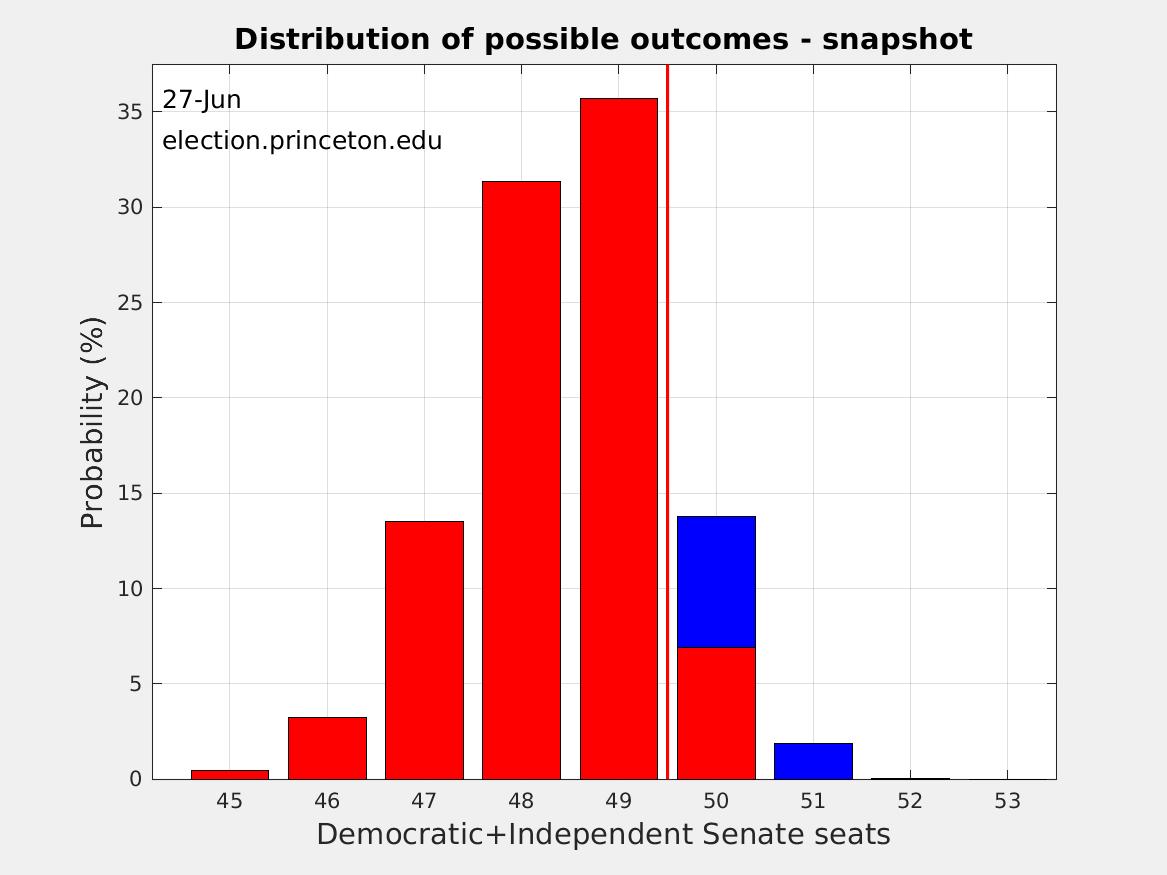 Distribution of possible outcomes - snapshot
27-Jun
election.princeton.edu
35
30
25
20
15
10
5
0
Probability (%)
45 46 47 48 49 50 51 52 53
Democratic+Independent Senate seats